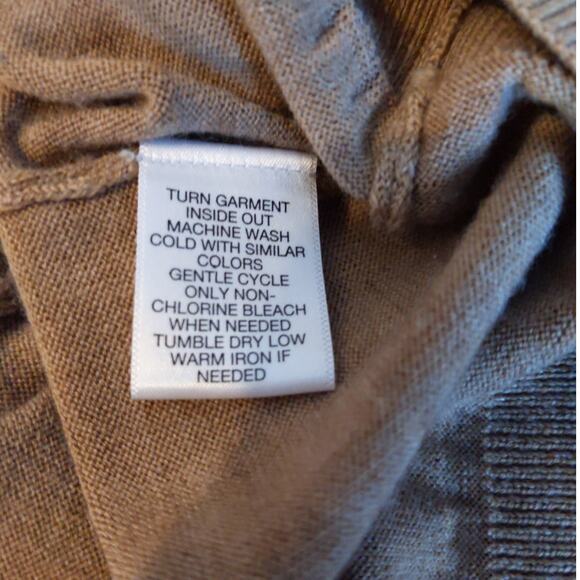 TURN GARMENT
INSIDE OUT
MACHINE WASH
COLD WITH SIMILAR
COLORS
GENTLE CYCLE
ONLY NON-
CHLORINE BLEACH
WHEN NEEDED
TUMBLE DRY LOW
WARM IRON IF
NEEDED